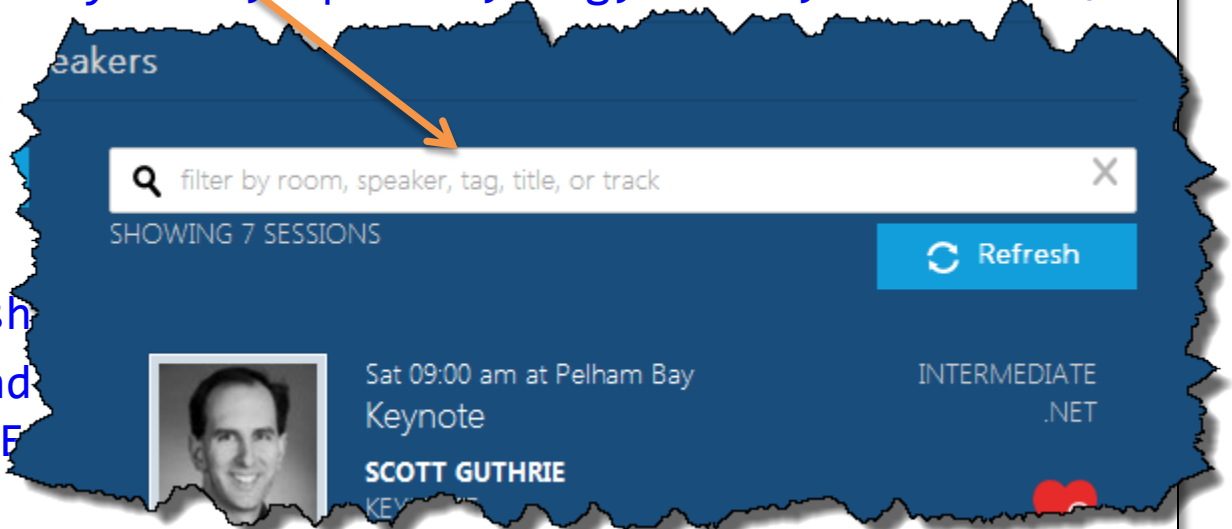 eakers
filter by room, speaker, tag, title, or track
SHOWING 7 SESSIONS
Refresh
Sat 09:00 am at Pelham Bay
Keynote
INTERMEDIATE
.NET
SCOTT GUTHRIE